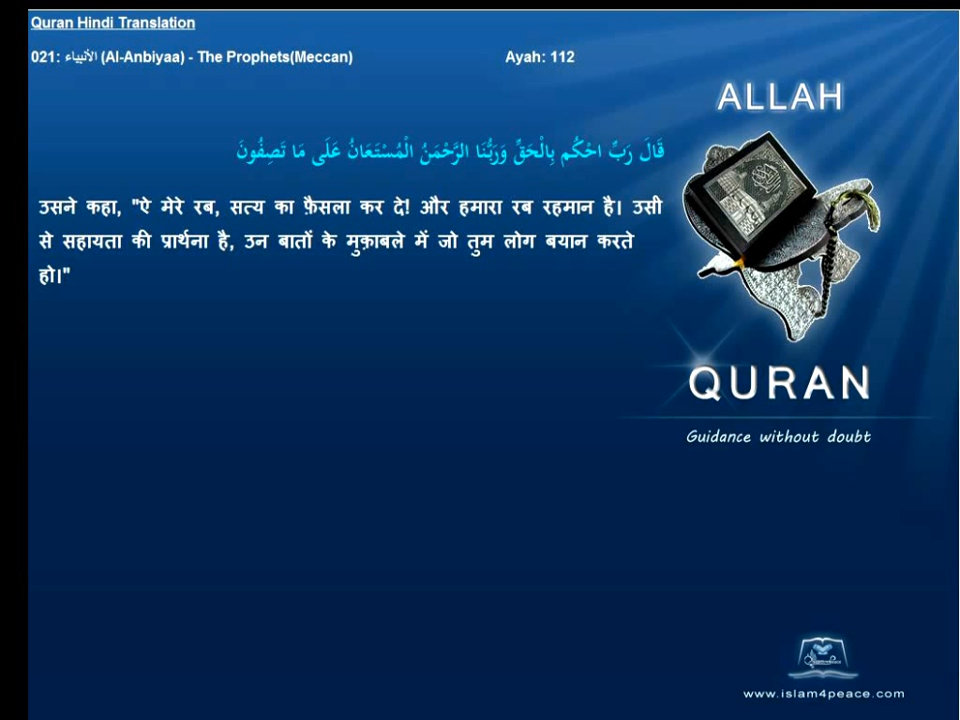 Quran Hindi Translation
021: الأنبياء (Al-Anbiyaa) - The Prophets(Meccan) Ayah: 112
ALLAH
قَالَ رَبِّ احْكُم بِالْحَقِّ وَرَبُّنَا الرَّحْمَنُ الْمُسْتَعَانُ عَلَى مَا تَصِفُونَ
उसने कहा, "ऐ मेरे रब, सत्य का फ़ैसला कर दे! और हमारा रब रहमान है। उसी
से सहायता की प्रार्थना है, उन बातों के मुक़ाबले में जो तुम लोग बयान करते
हो।"
QURAN
Guidance without doubt
www.islam4peace.com